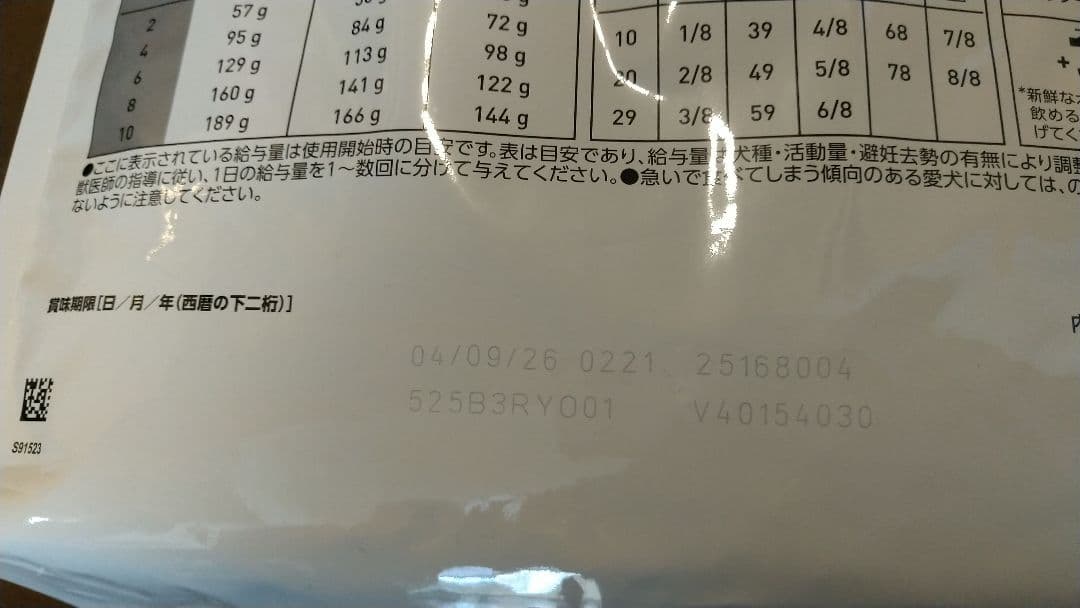 2 57 g 84 g 72 g
4 95 g 113 g 98 g
6 129 g 141 g 122 g
8 160 g 166 g 144 g
10 189 g
10 1/8 39 4/8 68 7/8
20 2/8 49 5/8 78 8/8
29 3/8 59 6/8
+
*新鮮な
飲める
げてく
●ここに表示されている給与量は使用開始時の目安です。表は目安であり、給与量は犬種・活動量・避妊去勢の有無により調整
獣医師の指導に従い、1日の給与量を1〜数回に分けて与えてください。●急いで食べてしまう傾向のある愛犬に対しては、の
ないように注意してください。
賞味期限[日/月/年(西暦の下二桁)]
04/09/26 0221 25168004
525B3RY001 V40154030
S91523